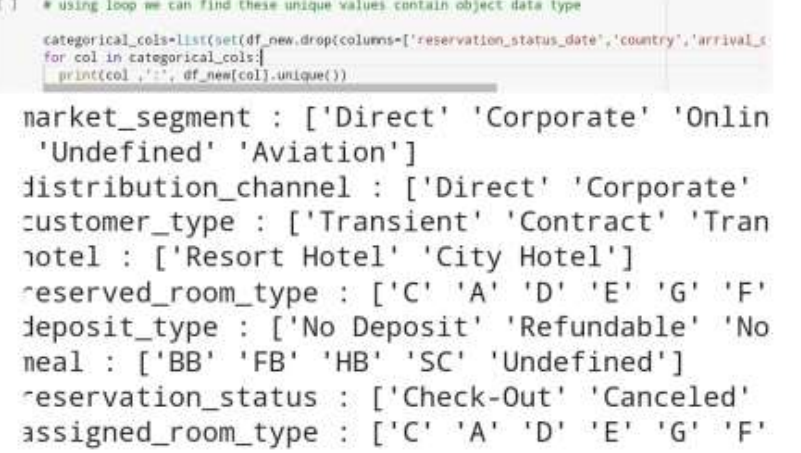 [ ] # using loop we can find these unique values contain object data type
categorical_cols=list(set(df_new.drop(columns=['reservation_status_date','country','arrival_c
for col in categorical_cols:
print(col ,':', df_new[col].unique())
market_segment : ['Direct' 'Corporate' 'Onlin
'Undefined' 'Aviation']
distribution_channel : ['Direct' 'Corporate'
customer_type : ['Transient' 'Contract' 'Tran
hotel : ['Resort Hotel' 'City Hotel']
reserved_room_type : ['C' 'A' 'D' 'E' 'G' 'F'
deposit_type : ['No Deposit' 'Refundable' 'No
meal : ['BB' 'FB' 'HB' 'SC' 'Undefined']
reservation_status : ['Check-Out' 'Canceled'
assigned_room_type : ['C' 'A' 'D' 'E' 'G' 'F'